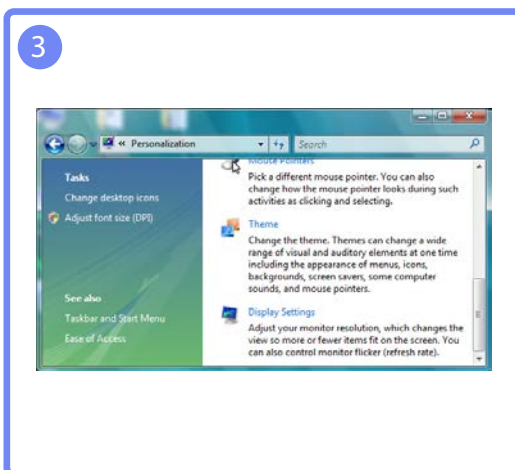 3
« Personalization
Search
Tasks
Change desktop icons
Adjust font size (DPI)
See also
Taskbar and Start Menu
Ease of Access
Mouse Pointers
Pick a different mouse pointer. You can also
change how the mouse pointer looks during such
activities as clicking and selecting.
Theme
Change the theme. Themes can change a wide
range of visual and auditory elements at one time
including the appearance of menus, icons,
backgrounds, screen savers, some computer
sounds, and mouse pointers.
Display Settings
Adjust your monitor resolution, which changes the
view so more or fewer items fit on the screen. You
can also control monitor flicker (refresh rate).